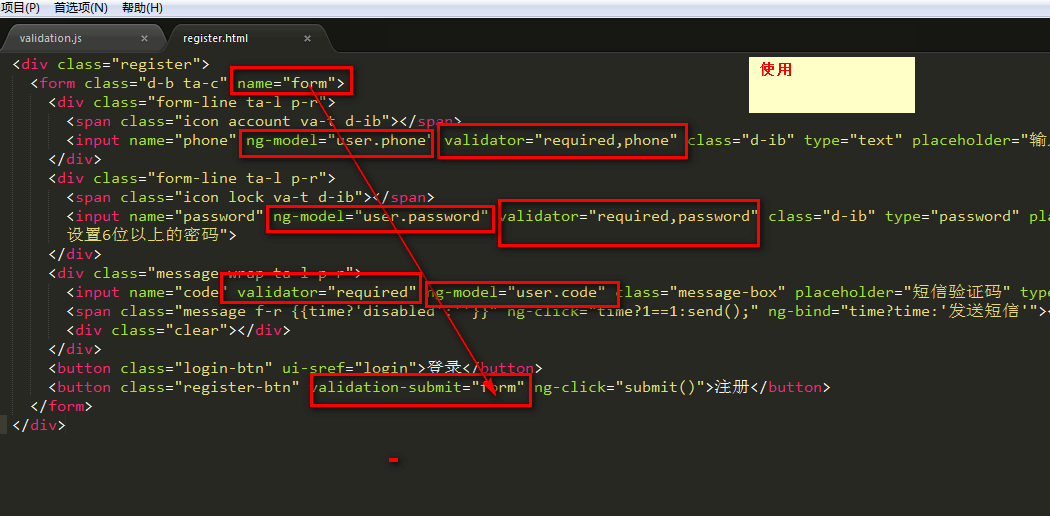 项目(P) 首选项(N) 帮助(H)
validation.js × register.html ×
使用
<div class="register">
<form class="d-b ta-c" name="form">
<div class="form-line ta-l p-r">
<span class="icon account va-t d-ib"></span>
<input name="phone" ng-model="user.phone" validator="required,phone" class="d-ib" type="text" placeholder="输
</div>
<div class="form-line ta-l p-r">
<span class="icon lock va-t d-ib"></span>
<input name="password" ng-model="user.password" validator="required,password" class="d-ib" type="password" pla
设置6位以上的密码">
</div>
<div class="message-wrap ta-l p-r">
<input name="code" validator="required" ng-model="user.code" class="message-box" placeholder="短信验证码" typ
<span class="message f-r {{time?'disabled':''}}" ng-click="time?1==1:send();" ng-bind="time?time:'发送短信'"><
<div class="clear"></div>
</div>
<button class="login-btn" ui-sref="login">登录</button>
<button class="register-btn" validation-submit="form" ng-click="submit()">注册</button>
</form>
</div>